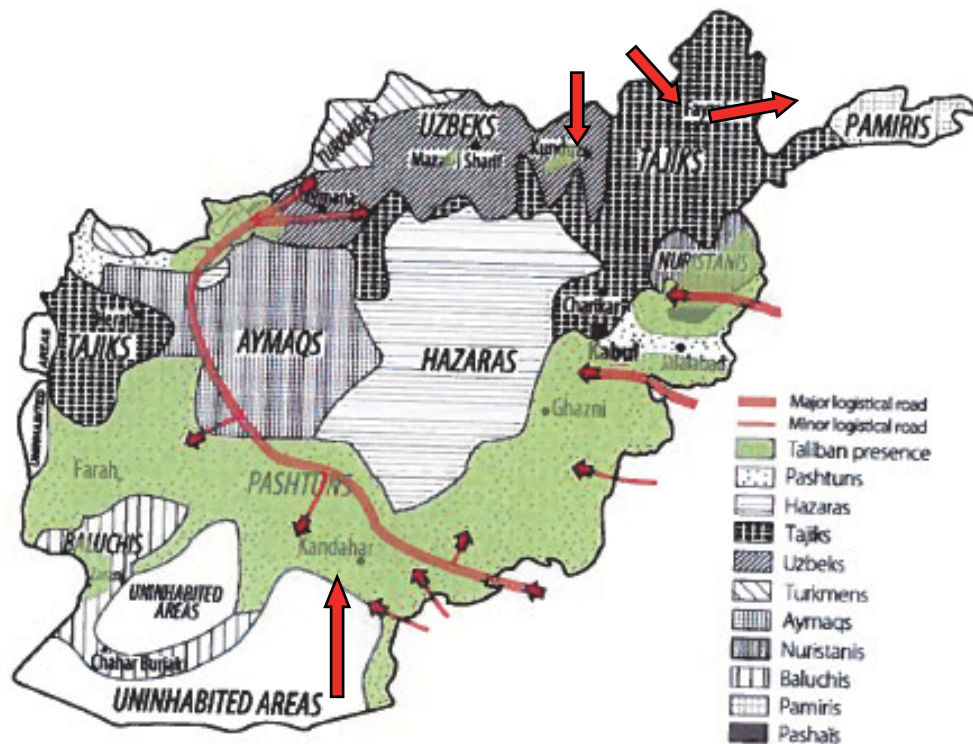 TURKMENS
UZBEKS
Mazar-i Sharif
Kunduz
TAJIKS
PAMIRIS
NURISTANIS
Herat
TAJIKS
AYMAQS
HAZARAS
Charikar
Kabul
Jalalabad
Ghazni
UNINHABITED
AREAS
Farah
PASHTUNS
Kandahar
BALUCHIS
UNINHABITED
AREAS
Chahar Burjak
UNINHABITED AREAS
Major logistical road
Minor logistical road
Taliban presence
Pashtuns
Hazaras
Tajiks
Uzbeks
Turkmens
Aymaqs
Nuristanis
Baluchis
Pamiris
Pashaïs